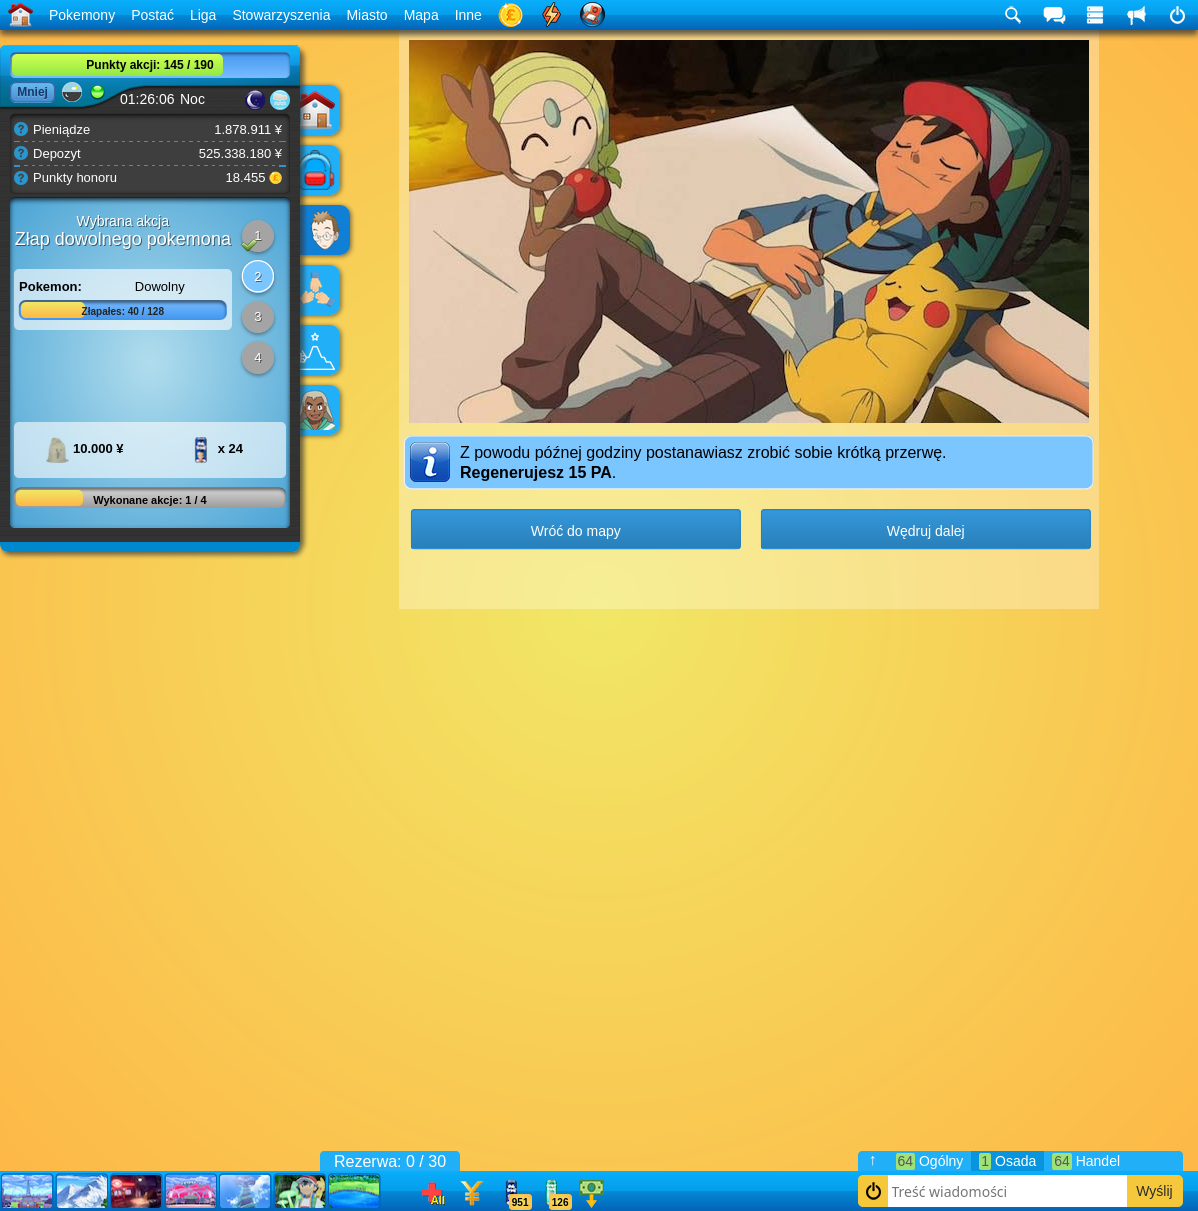 Pokemony Postać Liga Stowarzyszenia Miasto Mapa Inne
Punkty akcji: 145 / 190
Mniej
01:26:06 Noc
Pieniądze 1.878.911 ¥
Depozyt 525.338.180 ¥
Punkty honoru 18.455
Wybrana akcja
Złap dowolnego pokemona
1
2
3
4
Pokemon: Dowolny
Złapałes: 40 / 128
10.000 ¥ x 24
Wykonane akcje: 1 / 4
Z powodu późnej godziny postanawiasz zrobić sobie krótką przerwę.
Regenerujesz 15 PA.
Wróć do mapy Wędruj dalej
Rezerwa: 0 / 30
↑ 64 Ogólny 1 Osada 64 Handel
All 951 126
Treść wiadomości Wyślij